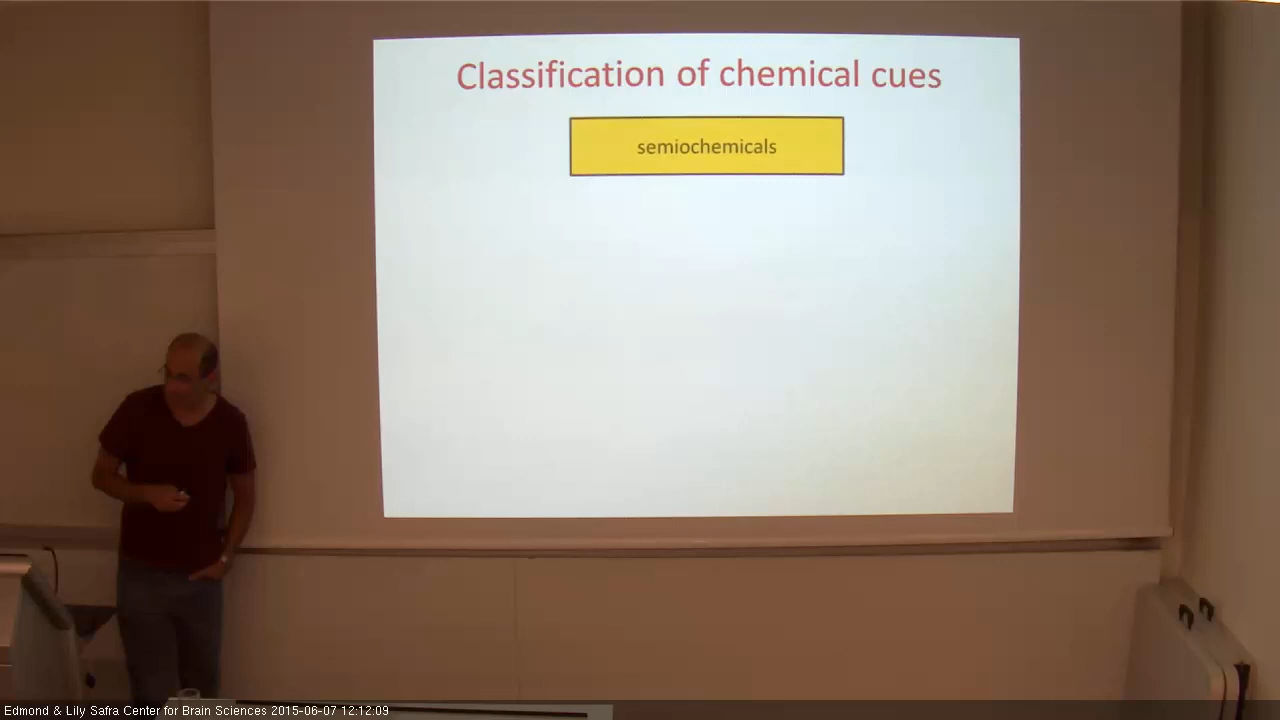 Classification of chemical cues
semiochemicals
Edmond & Lily Safra Center for Brain Sciences 2015-06-07 12:12:09